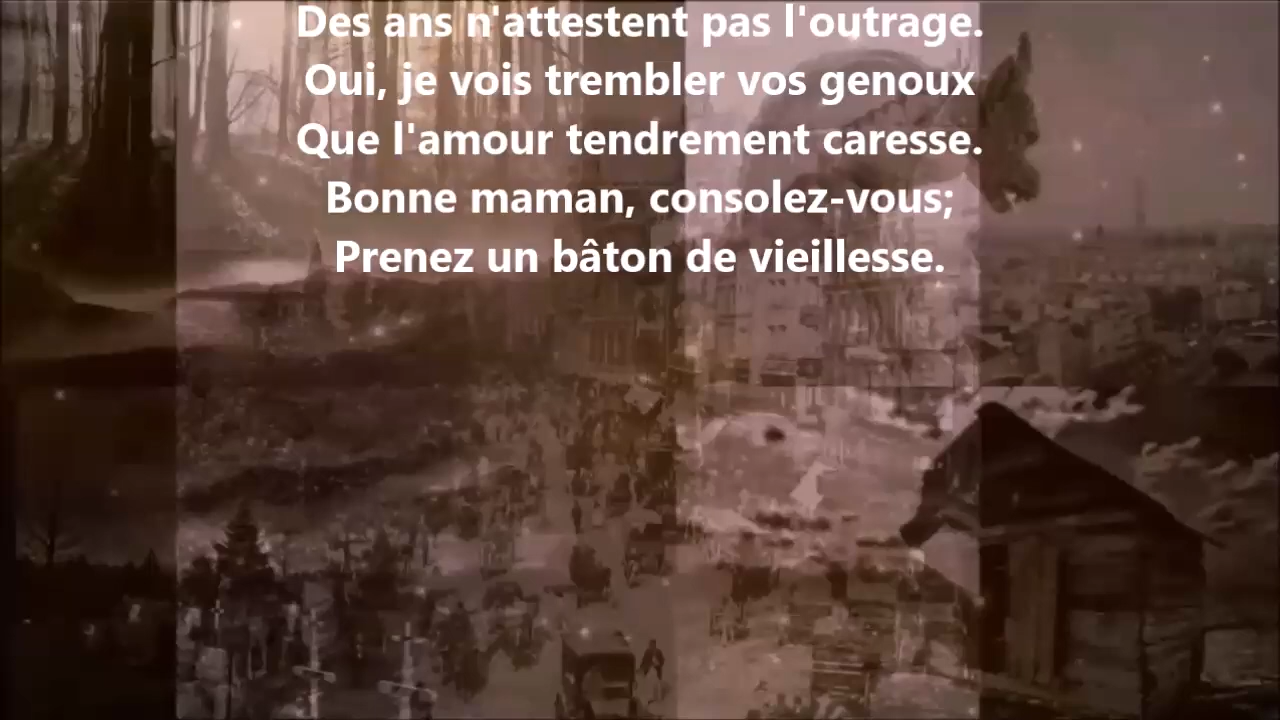 Des ans n'attestent pas l'outrage.
Oui, je vois trembler vos genoux
Que l'amour tendrement caresse.
Bonne maman, consolez-vous;
Prenez un bâton de vieillesse.